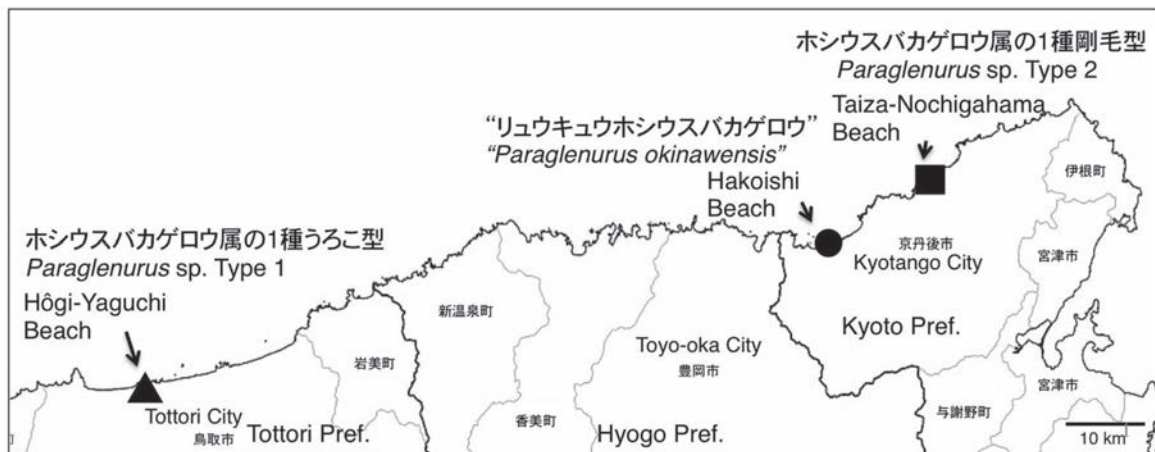 ホシウスバカゲロウ属の1種剛毛型
Paraglenurus sp. Type 2
Taiza-Nochigahama
Beach
“リュウキュウホシウスバカゲロウ”
“Paraglenurus okinawensis”
Hakoishi
Beach
伊根町
ホシウスバカゲロウ属の1種うろこ型
Paraglenurus sp. Type 1
Hôgi-Yaguchi
Beach
京丹後市
Kyotango City
宮津市
新温泉町
岩美町
Toyo-oka City
豊岡市
Kyoto Pref.
Tottori City
鳥取市
Tottori Pref.
香美町
Hyogo Pref.
与謝野町
宮津市
10 km